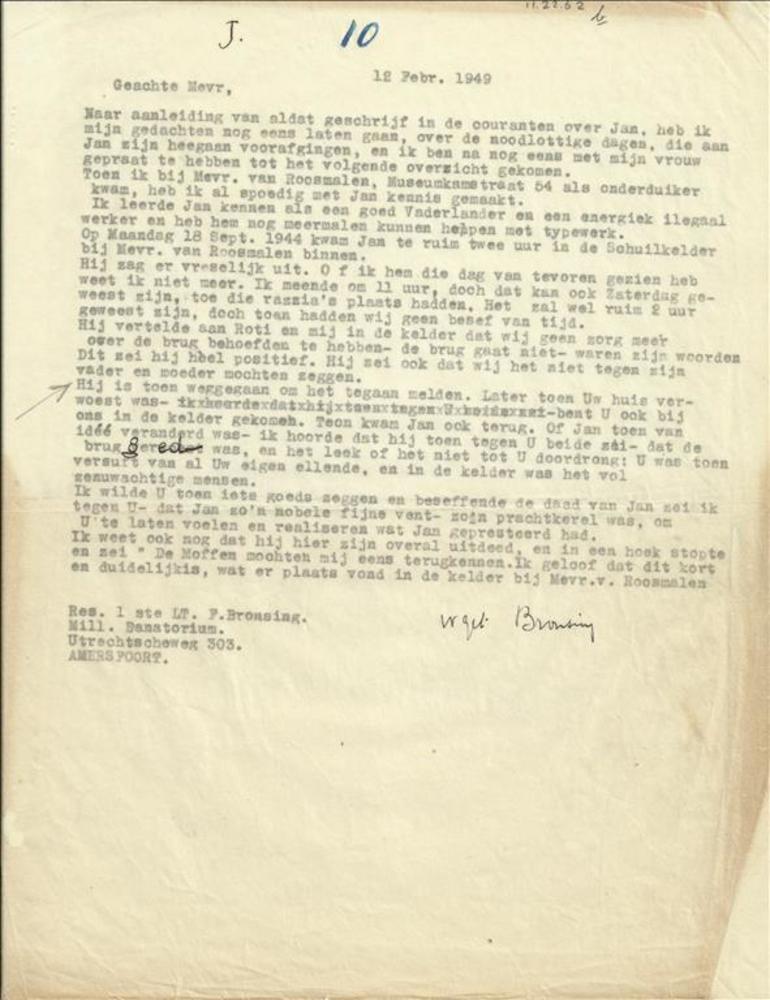 11.22.62 b
J. 10
12 Febr. 1949
Geachte Mevr,
Naar aanleiding van aldat geschrijf in de couranten over Jan, heb ik
mijn gedachten nog eens laten gaan, over de noodlottige dagen, die aan
Jan zijn heegaan voorafgingen, en ik ben na nog eens met mijn vrouw
gepraat te hebben tot het volgende overzicht gekomen.
Toen ik bij Mevr. van Roosmalen, Museumkamstraat 54 als onderduiker
kwam, heb ik al spoedig met Jan kennis gemaakt.
Ik leerde Jan kennen als een goed Vaderlander en een energiek ilegaal
werker en heb hem nog meermalen kunnen helpen met typewerk.
Op Maandag 18 Sept. 1944 kwam Jan te ruim twee uur in de Schuilkelder
bij Mevr. van Roosmalen binnen.
Hij zag er vreselijk uit. O f ik hem die dag van tevoren gezien heb
weet ik niet meer. Ik meende om 11 uur, doch dat kan ook Zaterdag ge-
weest zijn, toe die razzia's plaats hadden. Het zal wel ruim 2 uur
geweest zijn, doch toan hadden wij geen besef van tijd.
Hij vertelde aan Roti en mij in de kelder dat wij geen zorg meer
over de brug behoefden te hebben- de brug gaat niet- waren zijn woorden
Dit zei hij heel positief. Hij zei ook dat wij het niet tegen zijn
vader en moeder mochten zeggen.
Hij is toen weggegaan om het tegaan melden. Later toen Uw huis ver-
woest was- -bent U ook bij
ons in de kelder gekomen. Teon kwam Jan ook terug. Of Jan toen van
idéé veranderd was- ik hoorde dat hij toen tegen U beide zei- dat de
brug gered was, en het leek of het niet tot U doordrong: U was toen
versuft van al Uw eigen ellende, en in de kelder was het vol
zenuwachtige mensen.
Ik wilde U toen iets goeds zeggen en beseffende de daad van Jan zei ik
tegen U- dat Jan zo'n nobele fijne vent- zo'n prachtkerel was, om
U te laten voelen en realiseren wat Jan gepresteerd had.
Ik weet ook nog dat hij hier zijn overal uitdeed, en in een hoek stopte
en zei " De Moffen mochten mij eens terugkennen. Ik geloof dat dit kort
en duidelijkis, wat er plaats vond in de kelder bij Mevr.v. Roosmalen
Res. 1 ste LT. F.Bronsing.
Mill. Sanatorium.
Utrechtscheweg 303.
AMERSFOORT.
w get Bronsing